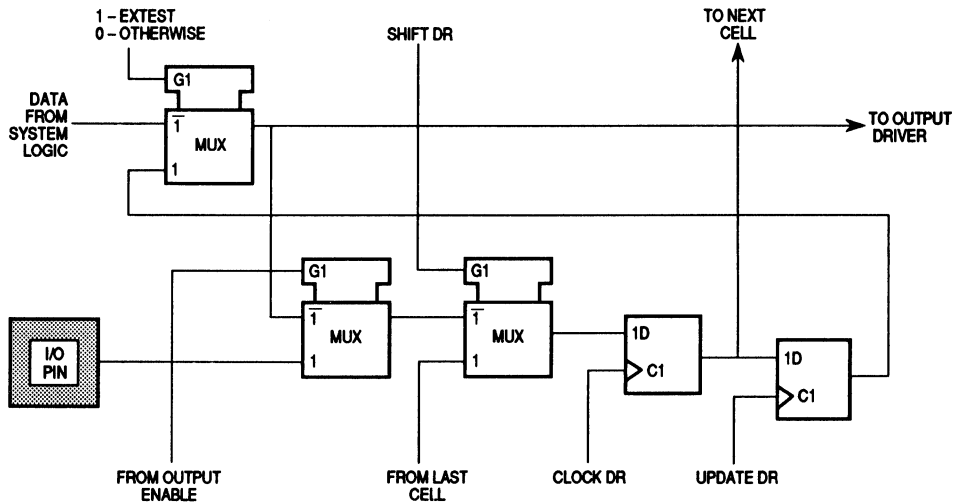 1 – EXTEST
0 – OTHERWISE
SHIFT DR
TO NEXT
CELL
G1
DATA
FROM
SYSTEM
LOGIC
1
MUX
1
TO OUTPUT
DRIVER
G1
G1
1
MUX
1
1
MUX
1
I/O
PIN
1D
C1
1D
C1
FROM OUTPUT
ENABLE
FROM LAST
CELL
CLOCK DR
UPDATE DR